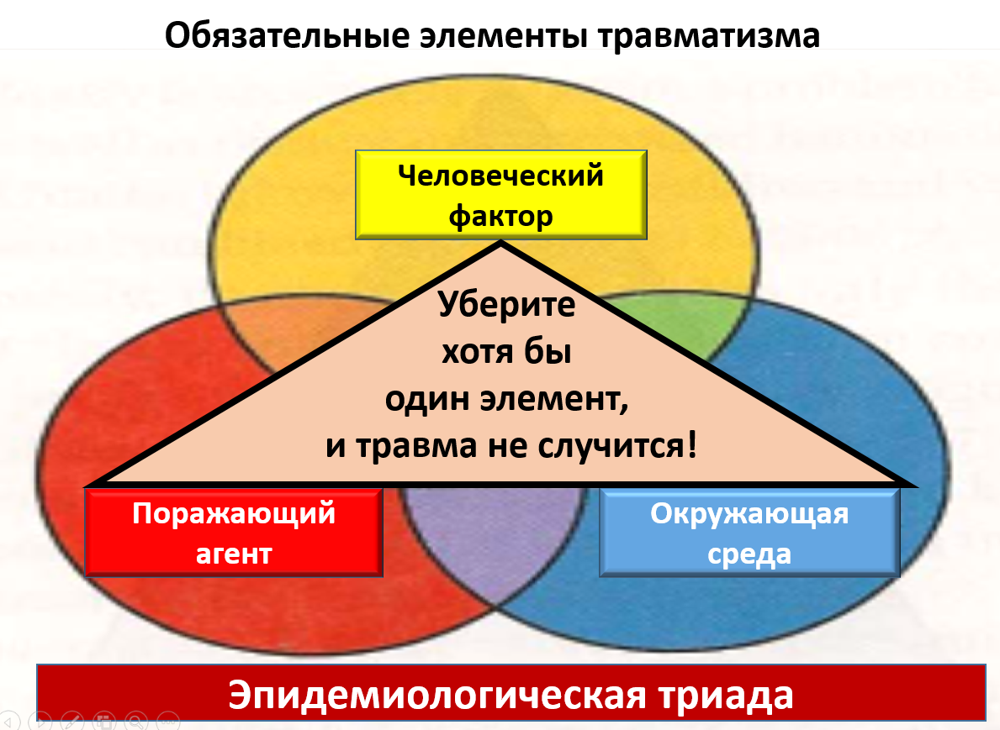 Обязательные элементы травматизма
Человеческий
фактор
Уберите
хотя бы
один элемент,
и травма не случится!
Поражающий
агент
Окружающая
среда
Эпидемиологическая триада